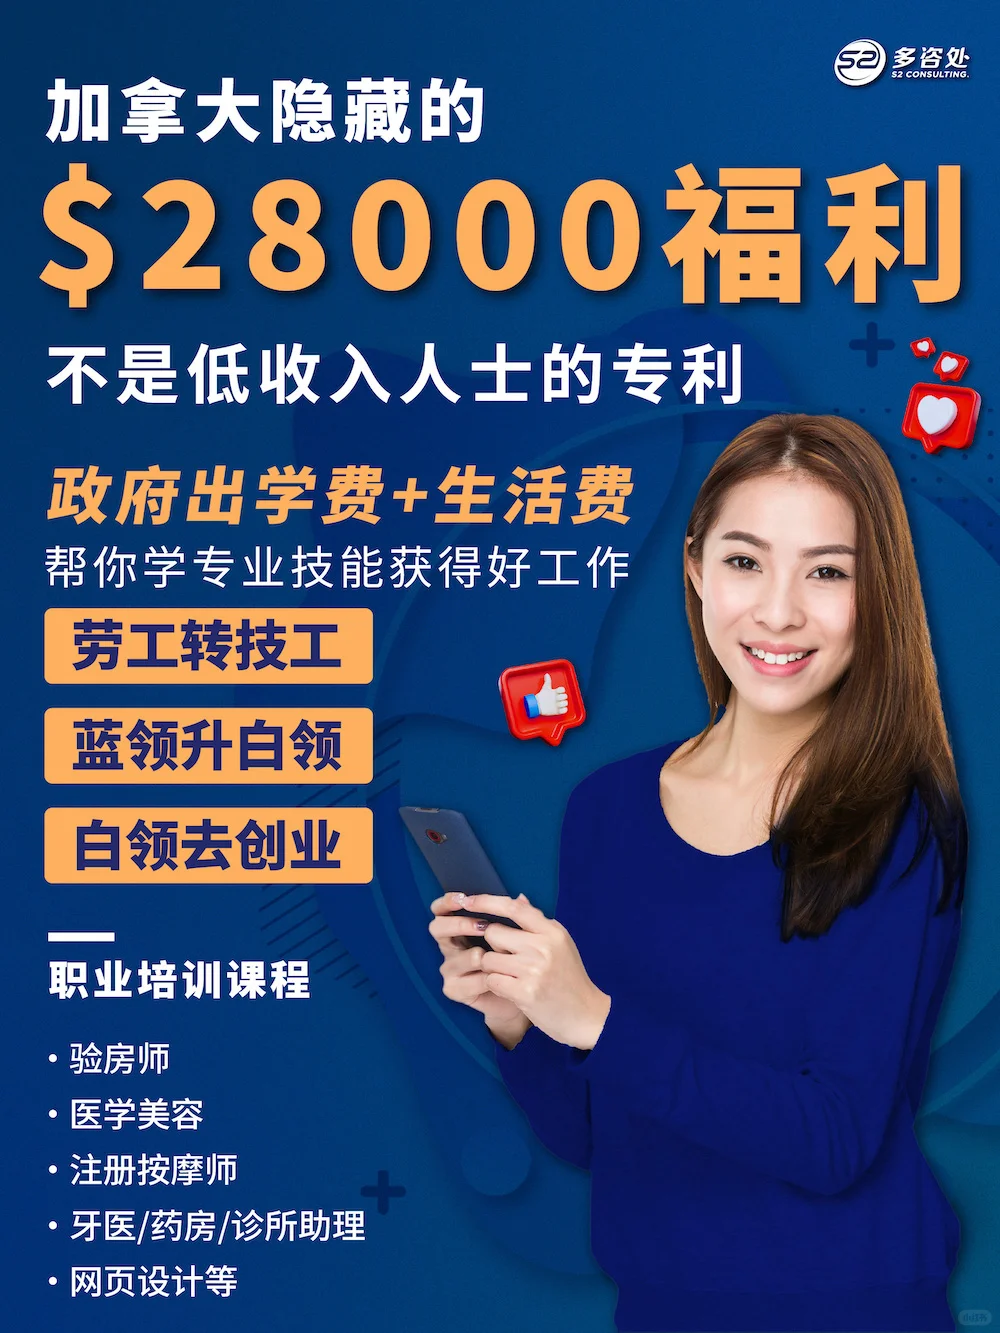 多咨处
S2 CONSULTING.
加拿大隐藏的
$28000福利
不是低收入人士的专利
政府出学费+生活费
帮你学专业技能获得好工作
劳工转技工
蓝领升白领
白领去创业
职业培训课程
·验房师
·医学美容
·注册按摩师
·牙医/药房/诊所助理
·网页设计等
小红书